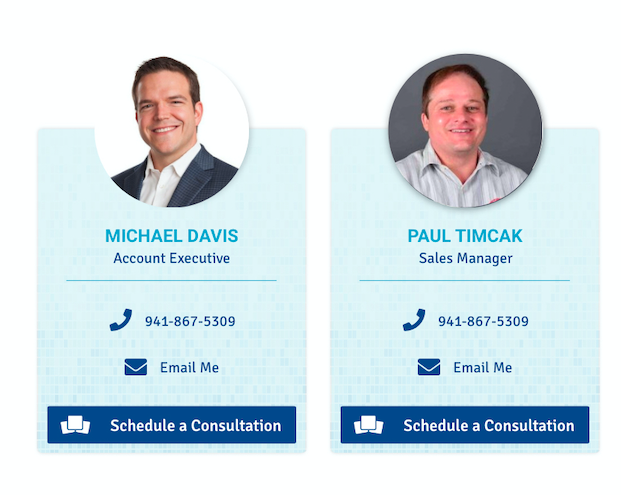 MICHAEL DAVIS
Account Executive
941-867-5309
Email Me
Schedule a Consultation
PAUL TIMCAK
Sales Manager
941-867-5309
Email Me
Schedule a Consultation